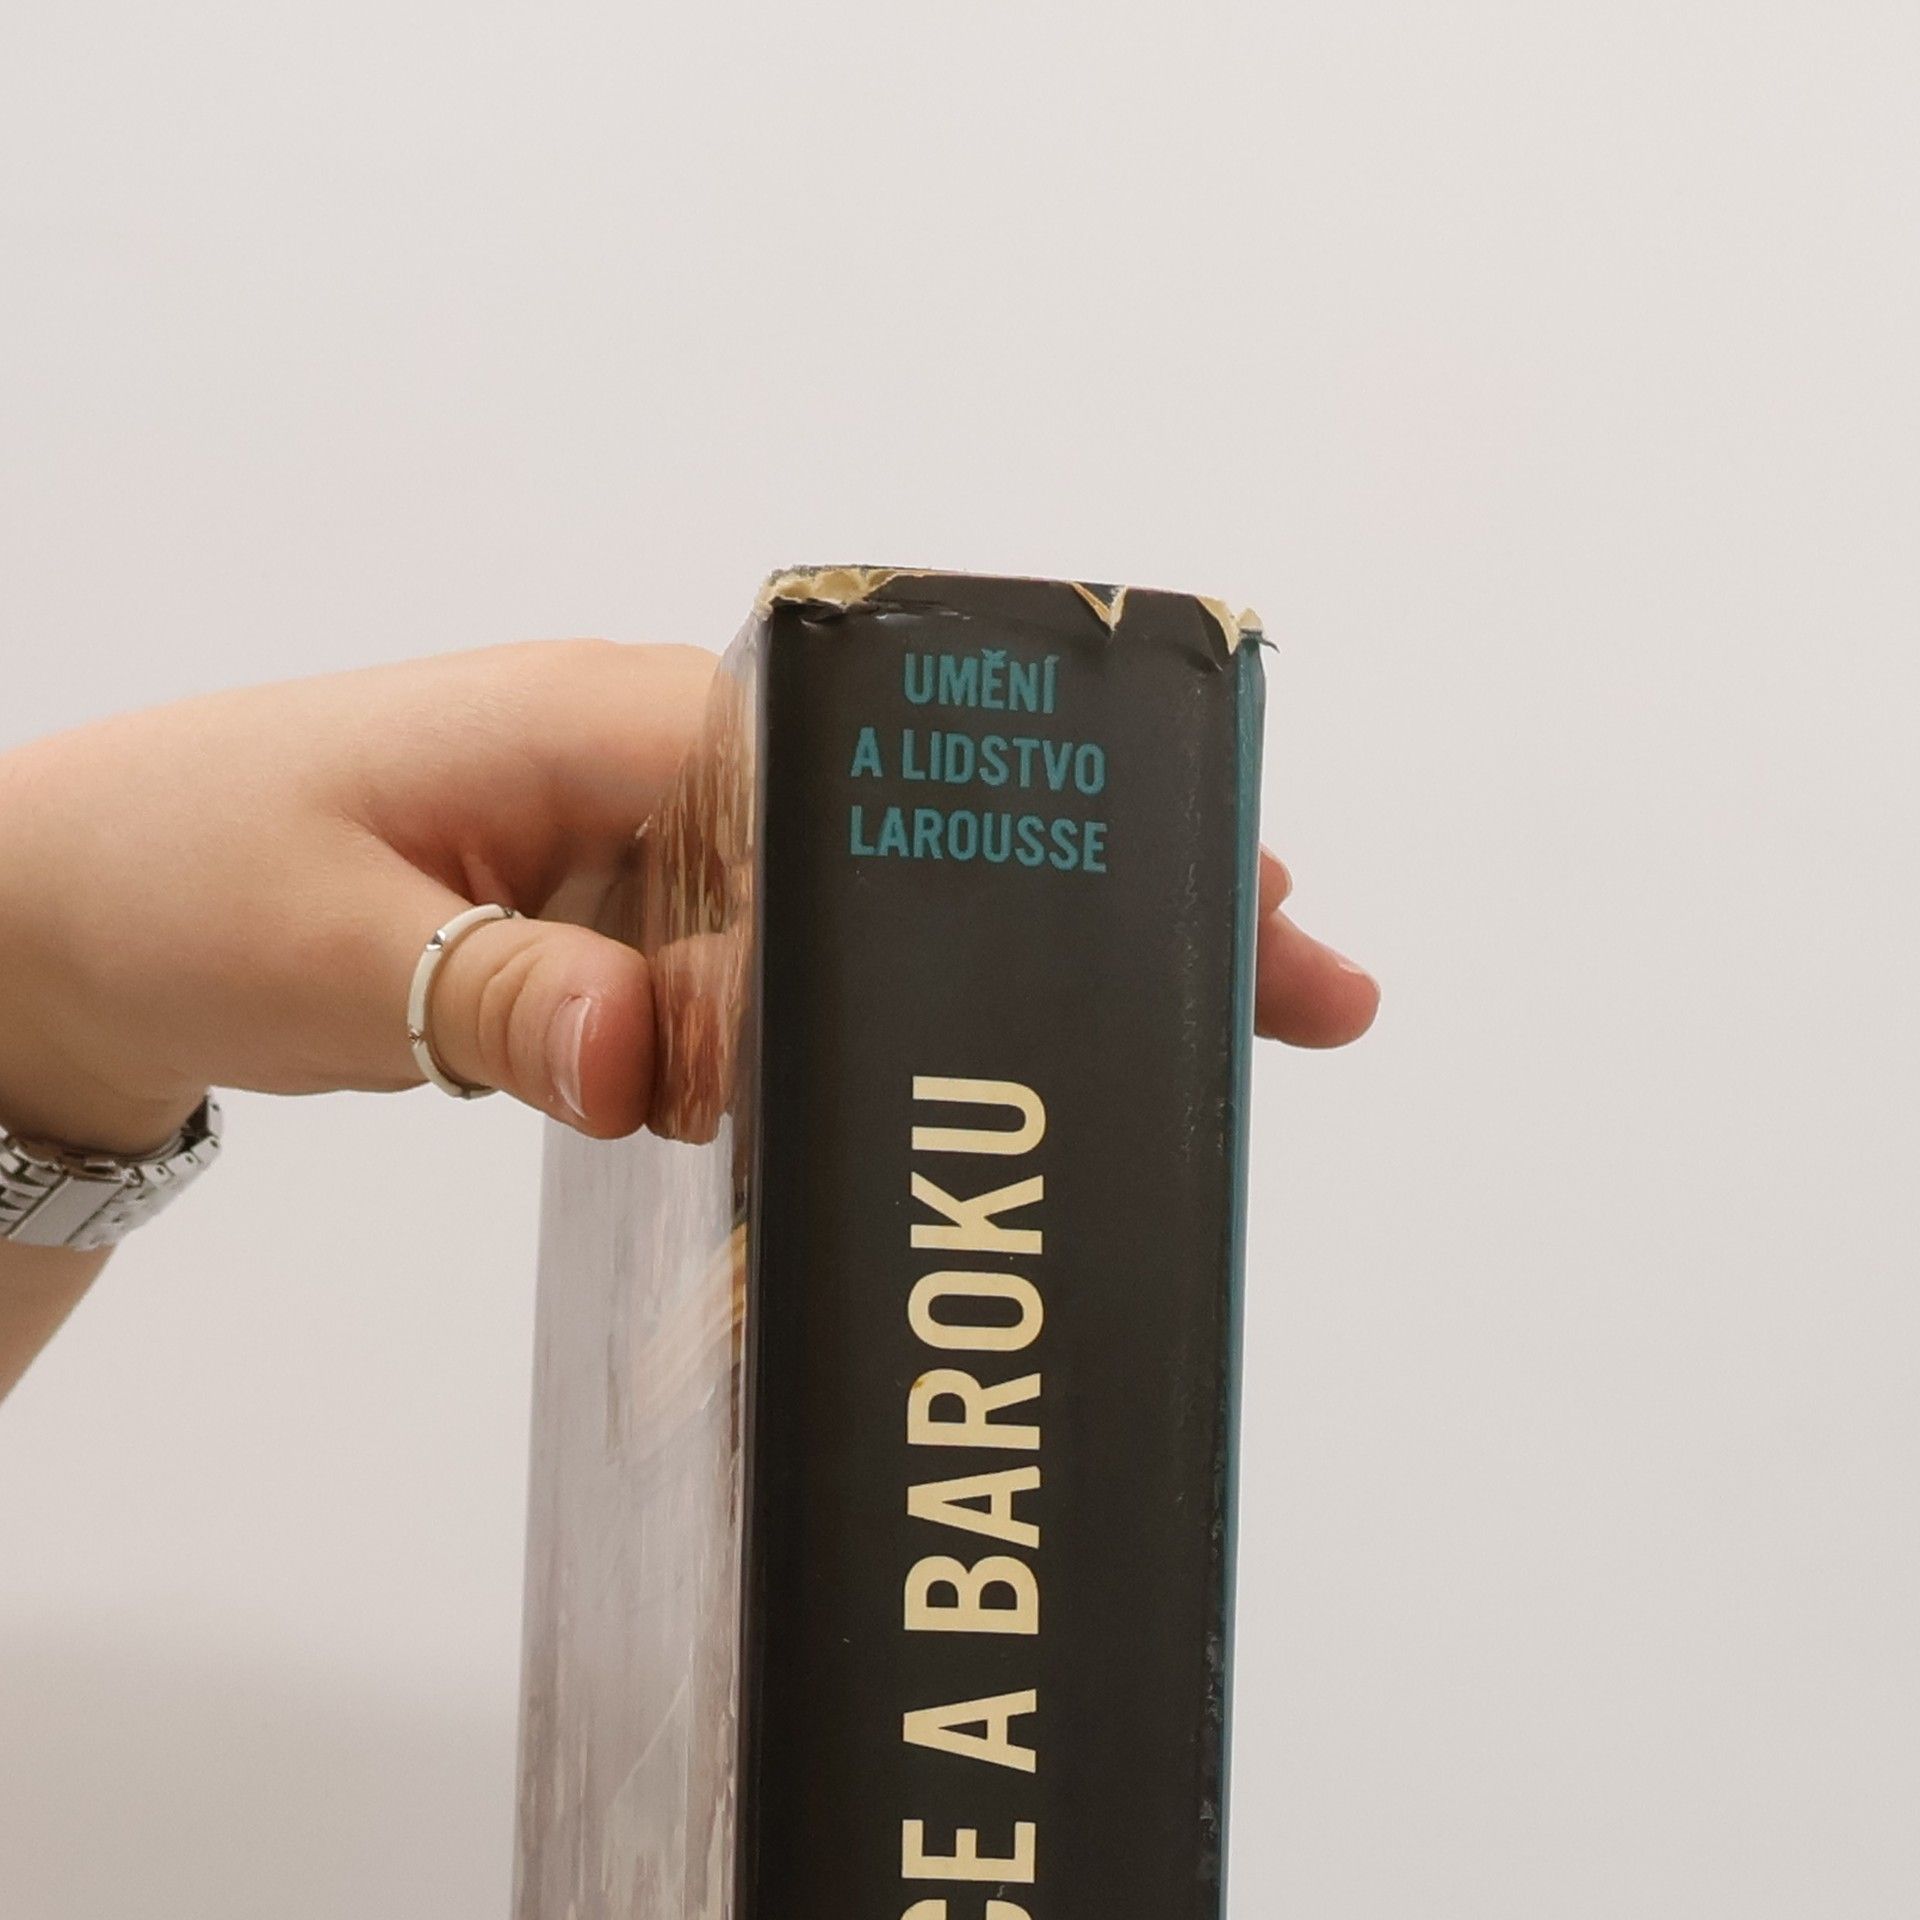 UMĚNÍ
A LIDSTVO
LAROUSSE
CE A BAROKU